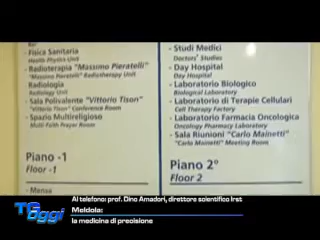 - Fisica Sanitaria
Health Physics Unit
- Radioterapia "Massimo Pieratelli"
"Massimo Pieratelli" Radiotherapy Unit
Radiologia
Radiology Unit
- Sala Polivalente "Vittorio Tison"
"Vittorio Tison" Conference Room
- Spazio Multireligioso
Multi-Faith Prayer Room
Piano -1
Floor -1
- Mensa
- Studi Medici
Doctors' Studies
- Day Hospital
Day Hospital
- Laboratorio Biologico
Biological Laboratory
- Laboratorio di Terapie Cellulari
Cell Therapy Factory
- Laboratorio Farmacia Oncologica
Oncology Pharmacy Laboratory
- Sala Riunioni "Carlo Mainetti"
"Carlo Mainetti" Meeting Room
Piano 2°
Floor 2
TG oggi
Al telefono: prof. Dino Amadori, direttore scientifico Irst
Meldola:
la medicina di precisione